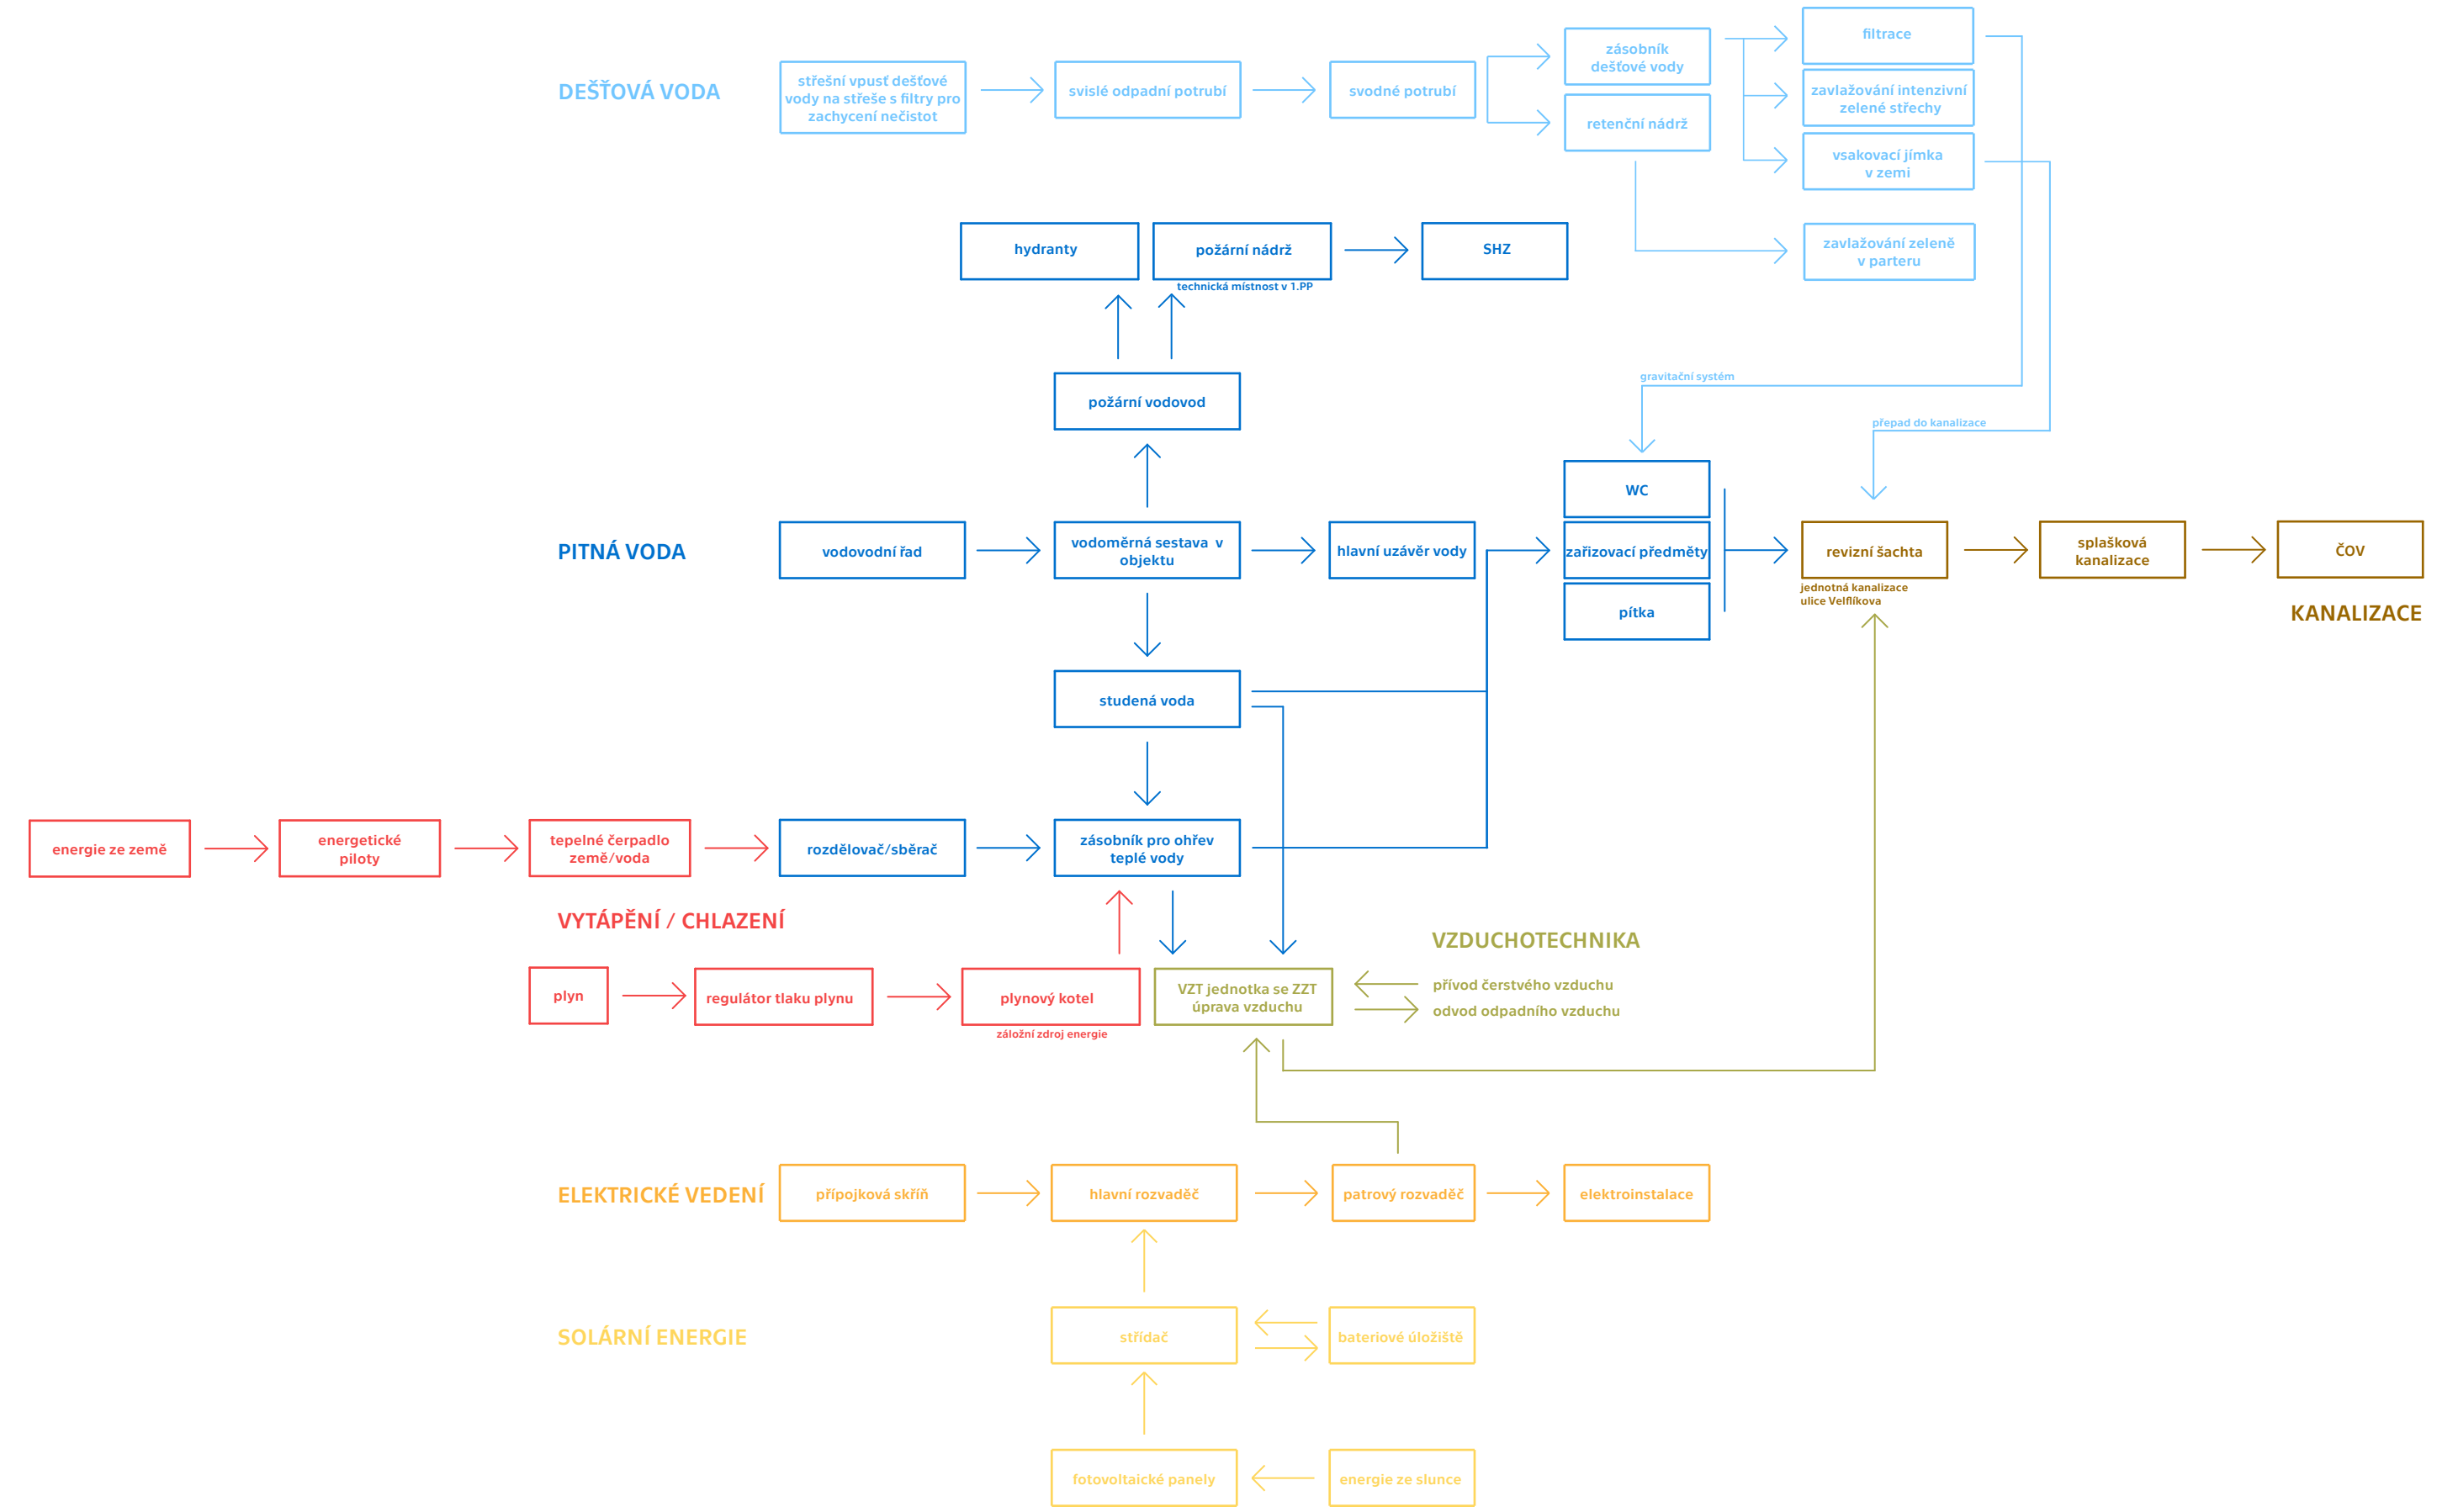 DEŠŤOVÁ VODA
střešní vpusť dešťové
vody na střeše s filtry pro
zachycení nečistot
svislé odpadní potrubí
svodné potrubí
zásobník
dešťové vody
retenční nádrž
filtrace
zavlažování intenzivní
zelené střechy
vsakovací jímka
v zemi
zavlažování zeleně
v parteru
hydranty
požární nádrž
technická místnost v 1.PP
SHZ
požární vodovod
gravitační systém
přepad do kanalizace
PITNÁ VODA
vodovodní řad
vodoměrná sestava v
objektu
hlavní uzávěr vody
WC
zařizovací předměty
pítka
revizní šachta
jednotná kanalizace
ulice Velflíkova
splašková
kanalizace
ČOV
KANALIZACE
studená voda
energie ze země
energetické
piloty
tepelné čerpadlo
země/voda
rozdělovač/sběrač
zásobník pro ohřev
teplé vody
VYTÁPĚNÍ / CHLAZENÍ
VZDUCHOTECHNIKA
plyn
regulátor tlaku plynu
plynový kotel
záložní zdroj energie
VZT jednotka se ZZT
úprava vzduchu
přívod čerstvého vzduchu
odvod odpadního vzduchu
ELEKTRICKÉ VEDENÍ
přípojková skříň
hlavní rozvaděč
patrový rozvaděč
elektroinstalace
SOLÁRNÍ ENERGIE
střídač
bateriové úložiště
fotovoltaické panely
energie ze slunce